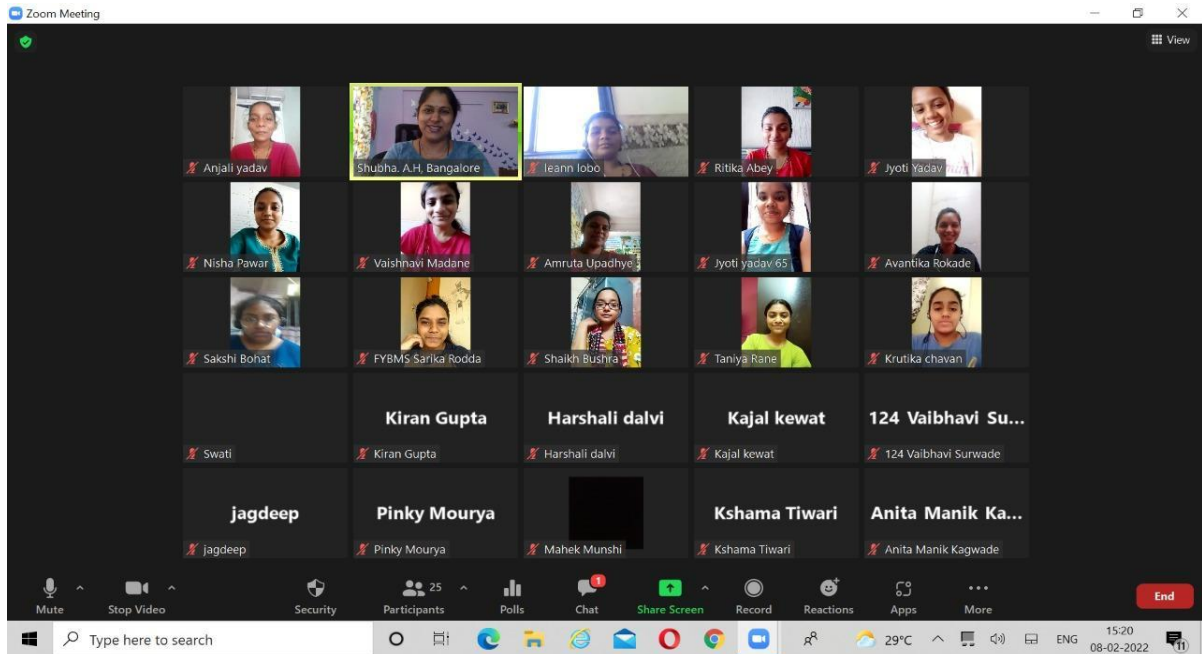 Zoom Meeting
View
Anjali yadav
Shubha. A.H, Bangalore
leann lobo
Ritika Abey
Jyoti Yadav
Nisha Pawar
Vaishnavi Madane
Amruta Upadhye
Jyoti yadav 65
Avantika Rokade
Sakshi Bohat
FYBMS Sarika Rodda
Shaikh Bushra
Taniya Rane
Krutika chavan
Kiran Gupta
Harshali dalvi
Kajal kewat
124 Vaibhavi Su...
Swati
Kiran Gupta
Harshali dalvi
Kajal kewat
124 Vaibhavi Surwade
jagdeep
Pinky Mourya
Kshama Tiwari
Anita Manik Ka...
jagdeep
Pinky Mourya
Mahek Munshi
Kshama Tiwari
Anita Manik Kagwade
25
1
Mute
Stop Video
Security
Participants
Polls
Chat
Share Screen
Record
Reactions
Apps
More
End
Type here to search
29°C
ENG
15:20
08-02-2022
11